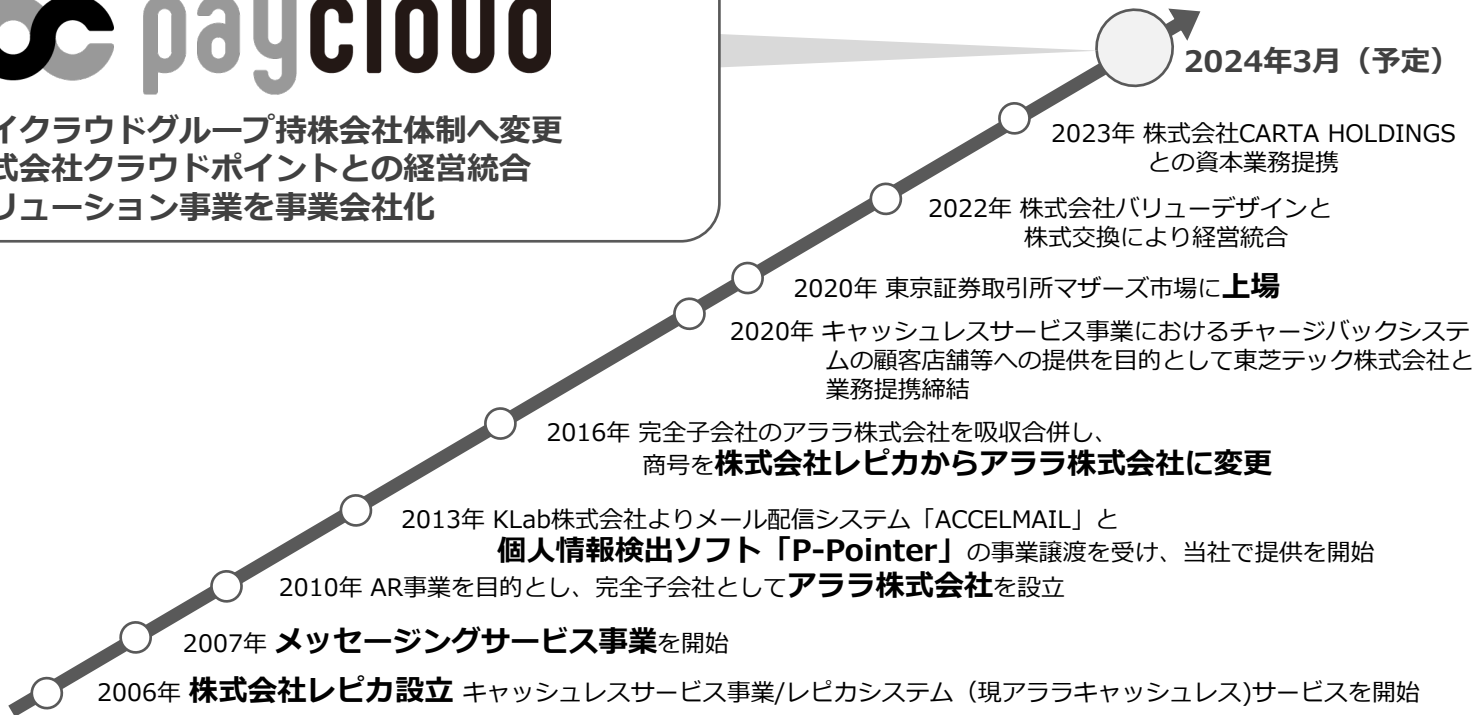 paycloud
イクラウドグループ持株会社体制へ変更
式会社クラウドポイントとの経営統合
リューション事業を事業会社化
2024年3月（予定）
2023年 株式会社CARTA HOLDINGS
との資本業務提携
2022年 株式会社バリューデザインと
株式交換により経営統合
2020年 東京証券取引所マザーズ市場に上場
2020年 キャッシュレスサービス事業におけるチャージバックシステ
ムの顧客店舗等への提供を目的として東芝テック株式会社と
業務提携締結
2016年 完全子会社のアララ株式会社を吸収合併し、
商号を株式会社レピカからアララ株式会社に変更
2013年 KLab株式会社よりメール配信システム「ACCELMAIL」と
個人情報検出ソフト「P-Pointer」の事業譲渡を受け、当社で提供を開始
2010年 AR事業を目的とし、完全子会社としてアララ株式会社を設立
2007年 メッセージングサービス事業を開始
2006年 株式会社レピカ設立 キャッシュレスサービス事業/レピカシステム（現アララキャッシュレス)サービスを開始